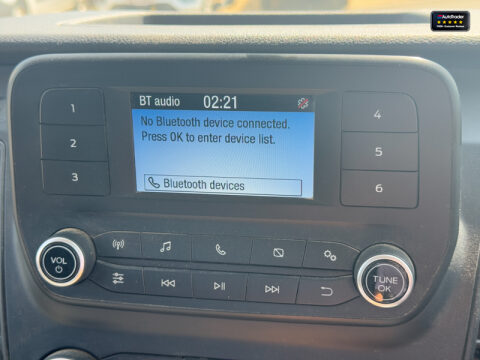 AutoTrader
BT audio 02:21
No Bluetooth device connected.
Press OK to enter device list.
Bluetooth devices
1
2
3
4
5
6
VOL
TUNE
OK